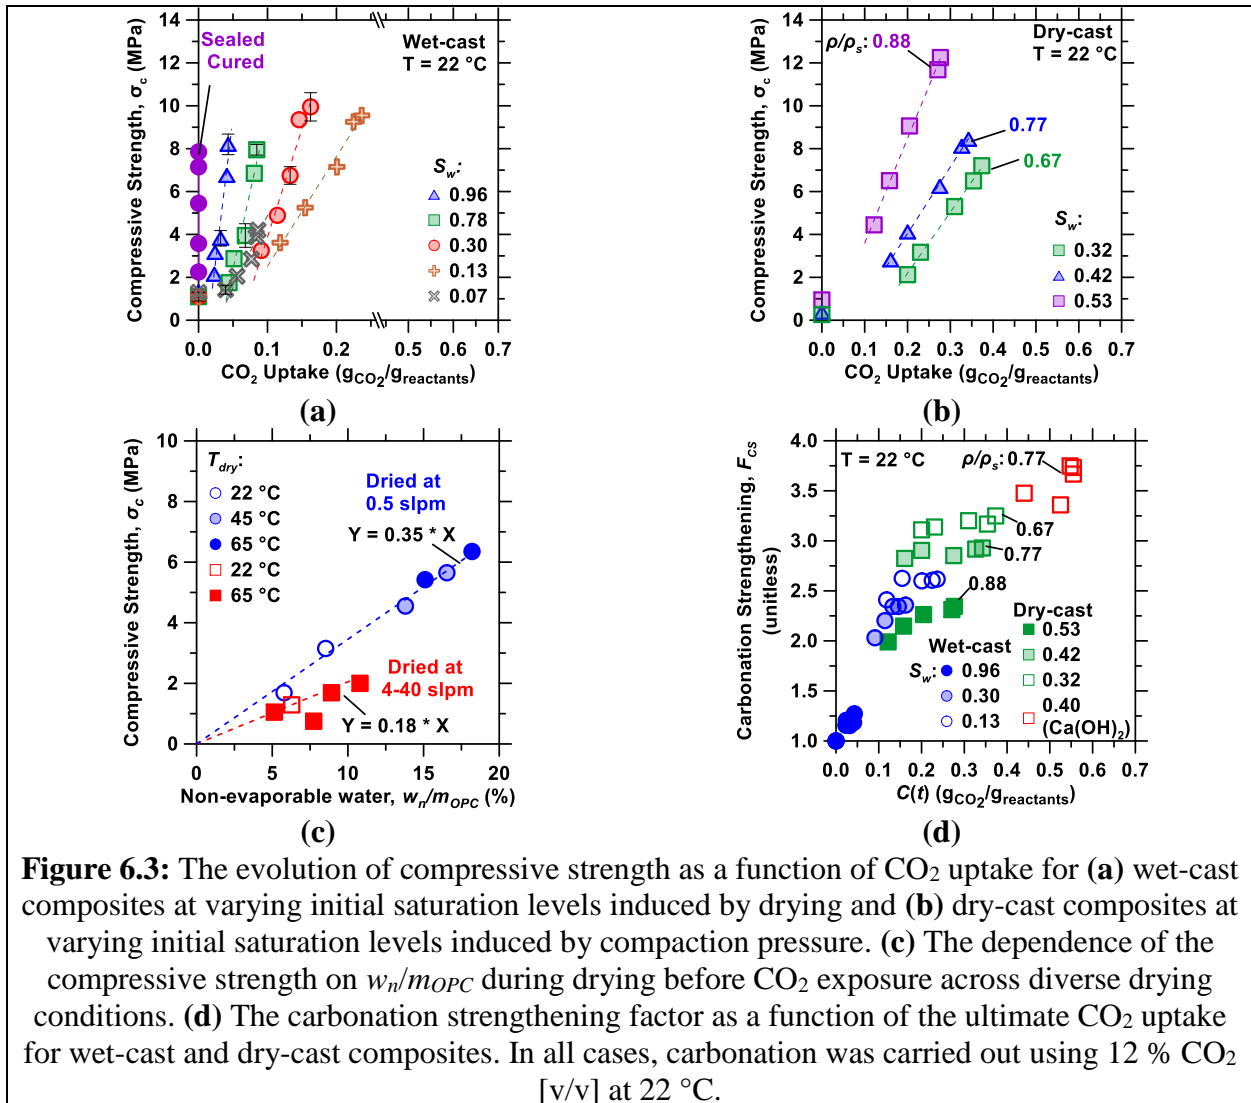 Compressive Strength, σc (MPa)
14
12
10
8
6
4
2
0
Sealed
Cured
Wet-cast
T = 22 °C
Sw:
0.96
0.78
0.30
0.13
0.07
0.0 0.1 0.2 0.5 0.6 0.7
CO2 Uptake (gCO2/greactants)
(a)
Compressive Strength, σc (MPa)
14
12
10
8
6
4
2
0
ρ/ρs: 0.88
Dry-cast
T = 22 °C
0.77
0.67
Sw:
0.32
0.42
0.53
0.0 0.1 0.2 0.3 0.4 0.5 0.6 0.7
CO2 Uptake (gCO2/greactants)
(b)
Compressive Strength, σc (MPa)
10
8
6
4
2
0
Tdry:
22 °C
45 °C
65 °C
22 °C
65 °C
Dried at
0.5 slpm
Y = 0.35 * X
Dried at
4-40 slpm
Y = 0.18 * X
0 5 10 15 20
Non-evaporable water, wn/mOPC (%)
(c)
Carbonation Strengthening, FCS
(unitless)
4.0
3.5
3.0
2.5
2.0
1.5
1.0
T = 22 °C
ρ/ρs: 0.77
0.67
0.77
0.88
Wet-cast
Sw:
0.96
0.30
0.13
Dry-cast
0.53
0.42
0.32
0.40
(Ca(OH)2)
0.0 0.1 0.2 0.3 0.4 0.5 0.6 0.7
C(t) (gCO2/greactants)
(d)
Figure 6.3: The evolution of compressive strength as a function of CO2 uptake for (a) wet-cast
composites at varying initial saturation levels induced by drying and (b) dry-cast composites at
varying initial saturation levels induced by compaction pressure. (c) The dependence of the
compressive strength on wn/mOPC during drying before CO2 exposure across diverse drying
conditions. (d) The carbonation strengthening factor as a function of the ultimate CO2 uptake
for wet-cast and dry-cast composites. In all cases, carbonation was carried out using 12 % CO2
[v/v] at 22 °C.